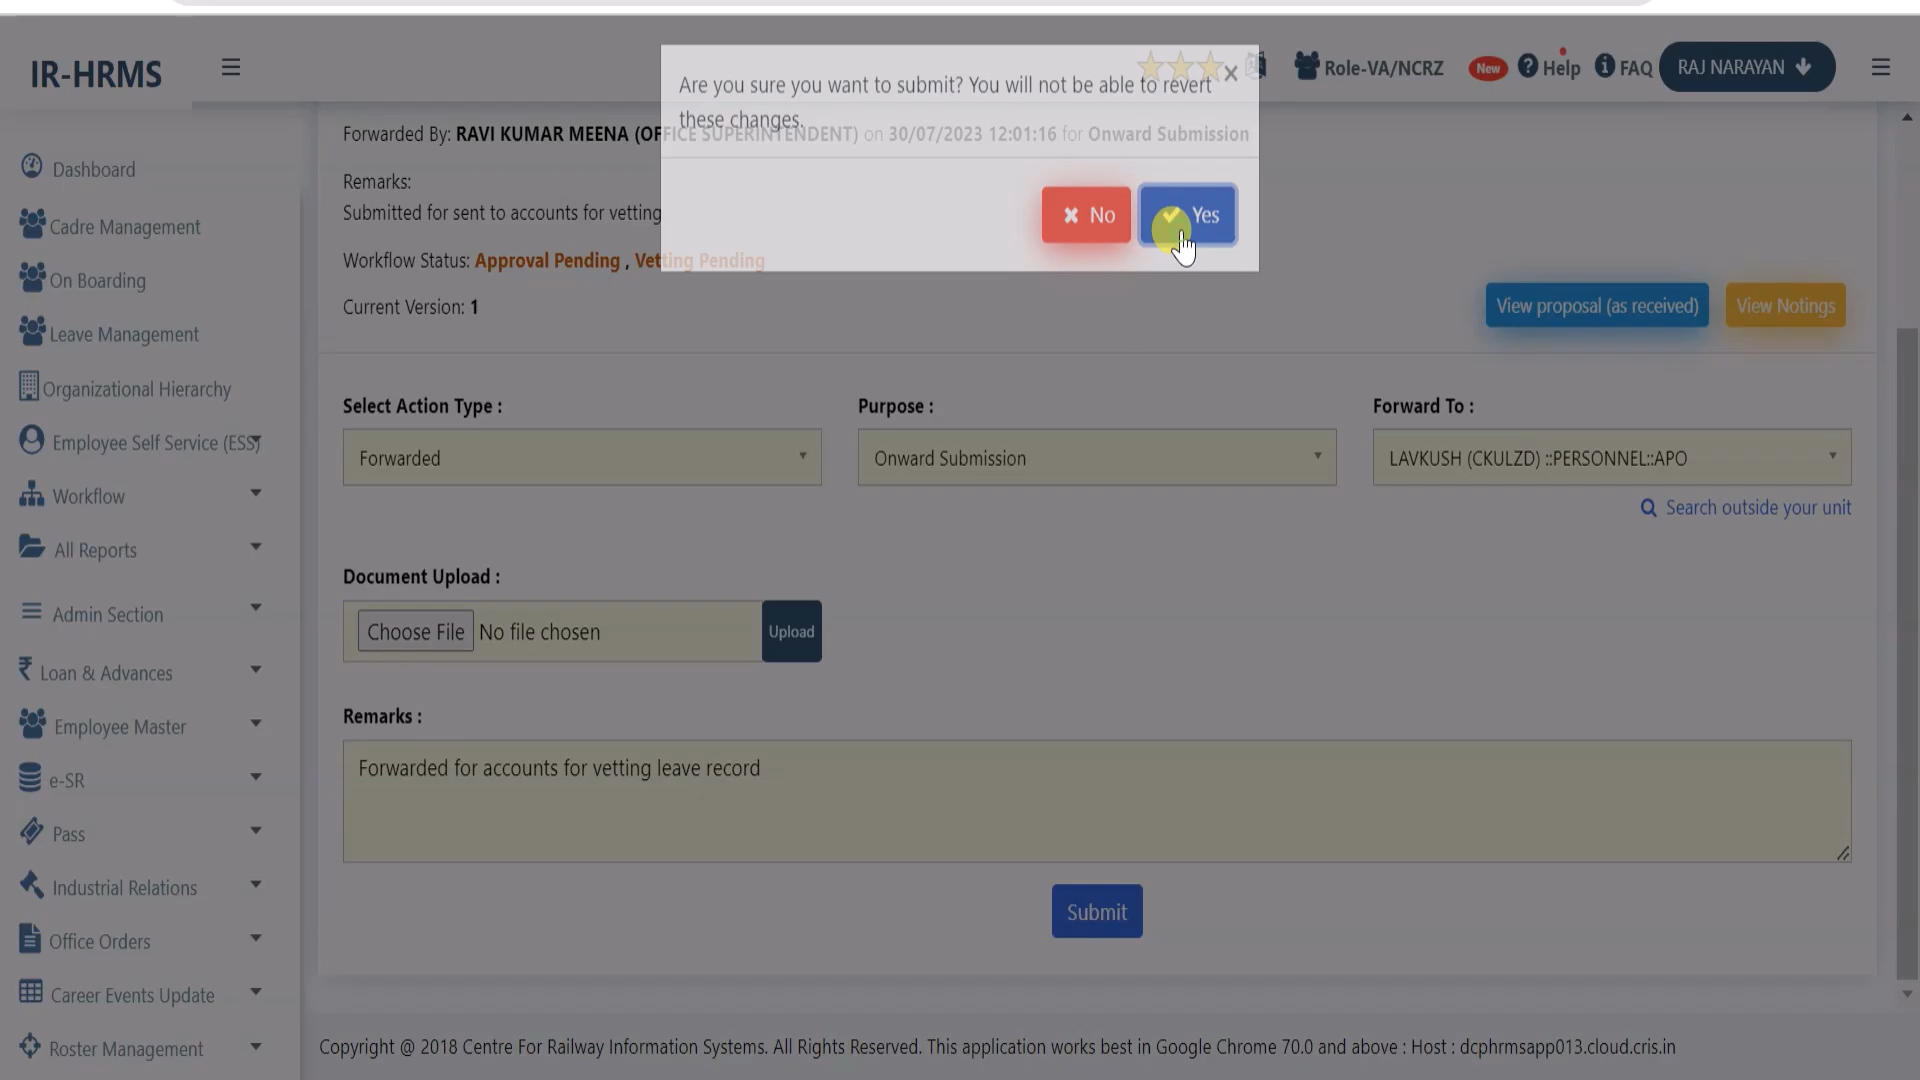 IR-HRMS
Role-VA/NCRZ
New
Help
FAQ
RAJ NARAYAN
Are you sure you want to submit? You will not be able to revert
these changes.
No
Yes
Dashboard
Cadre Management
On Boarding
Leave Management
Organizational Hierarchy
Employee Self Service (ESS)
Workflow
All Reports
Admin Section
Loan & Advances
Employee Master
e-SR
Pass
Industrial Relations
Office Orders
Career Events Update
Roster Management
Forwarded By: RAVI KUMAR MEENA (OFFICE SUPERINTENDENT) on 30/07/2023 12:01:16 for Onward Submission
Remarks:
Submitted for sent to accounts for vetting
Workflow Status: Approval Pending , Vetting Pending
Current Version: 1
View proposal (as received)
View Notings
Select Action Type :
Forwarded
Purpose :
Onward Submission
Forward To :
LAVKUSH (CKULZD) ::PERSONNEL::APO
Search outside your unit
Document Upload :
Choose File No file chosen
Upload
Remarks :
Forwarded for accounts for vetting leave record
Submit
Copyright @ 2018 Centre For Railway Information Systems. All Rights Reserved. This application works best in Google Chrome 70.0 and above : Host : dcphrmsapp013.cloud.cris.in